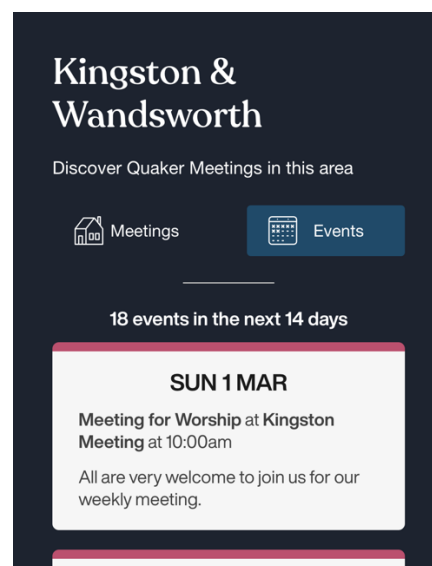 Kingston &
Wandsworth
Discover Quaker Meetings in this area
Meetings
Events
18 events in the next 14 days
SUN 1 MAR
Meeting for Worship at Kingston
Meeting at 10:00am
All are very welcome to join us for our
weekly meeting.